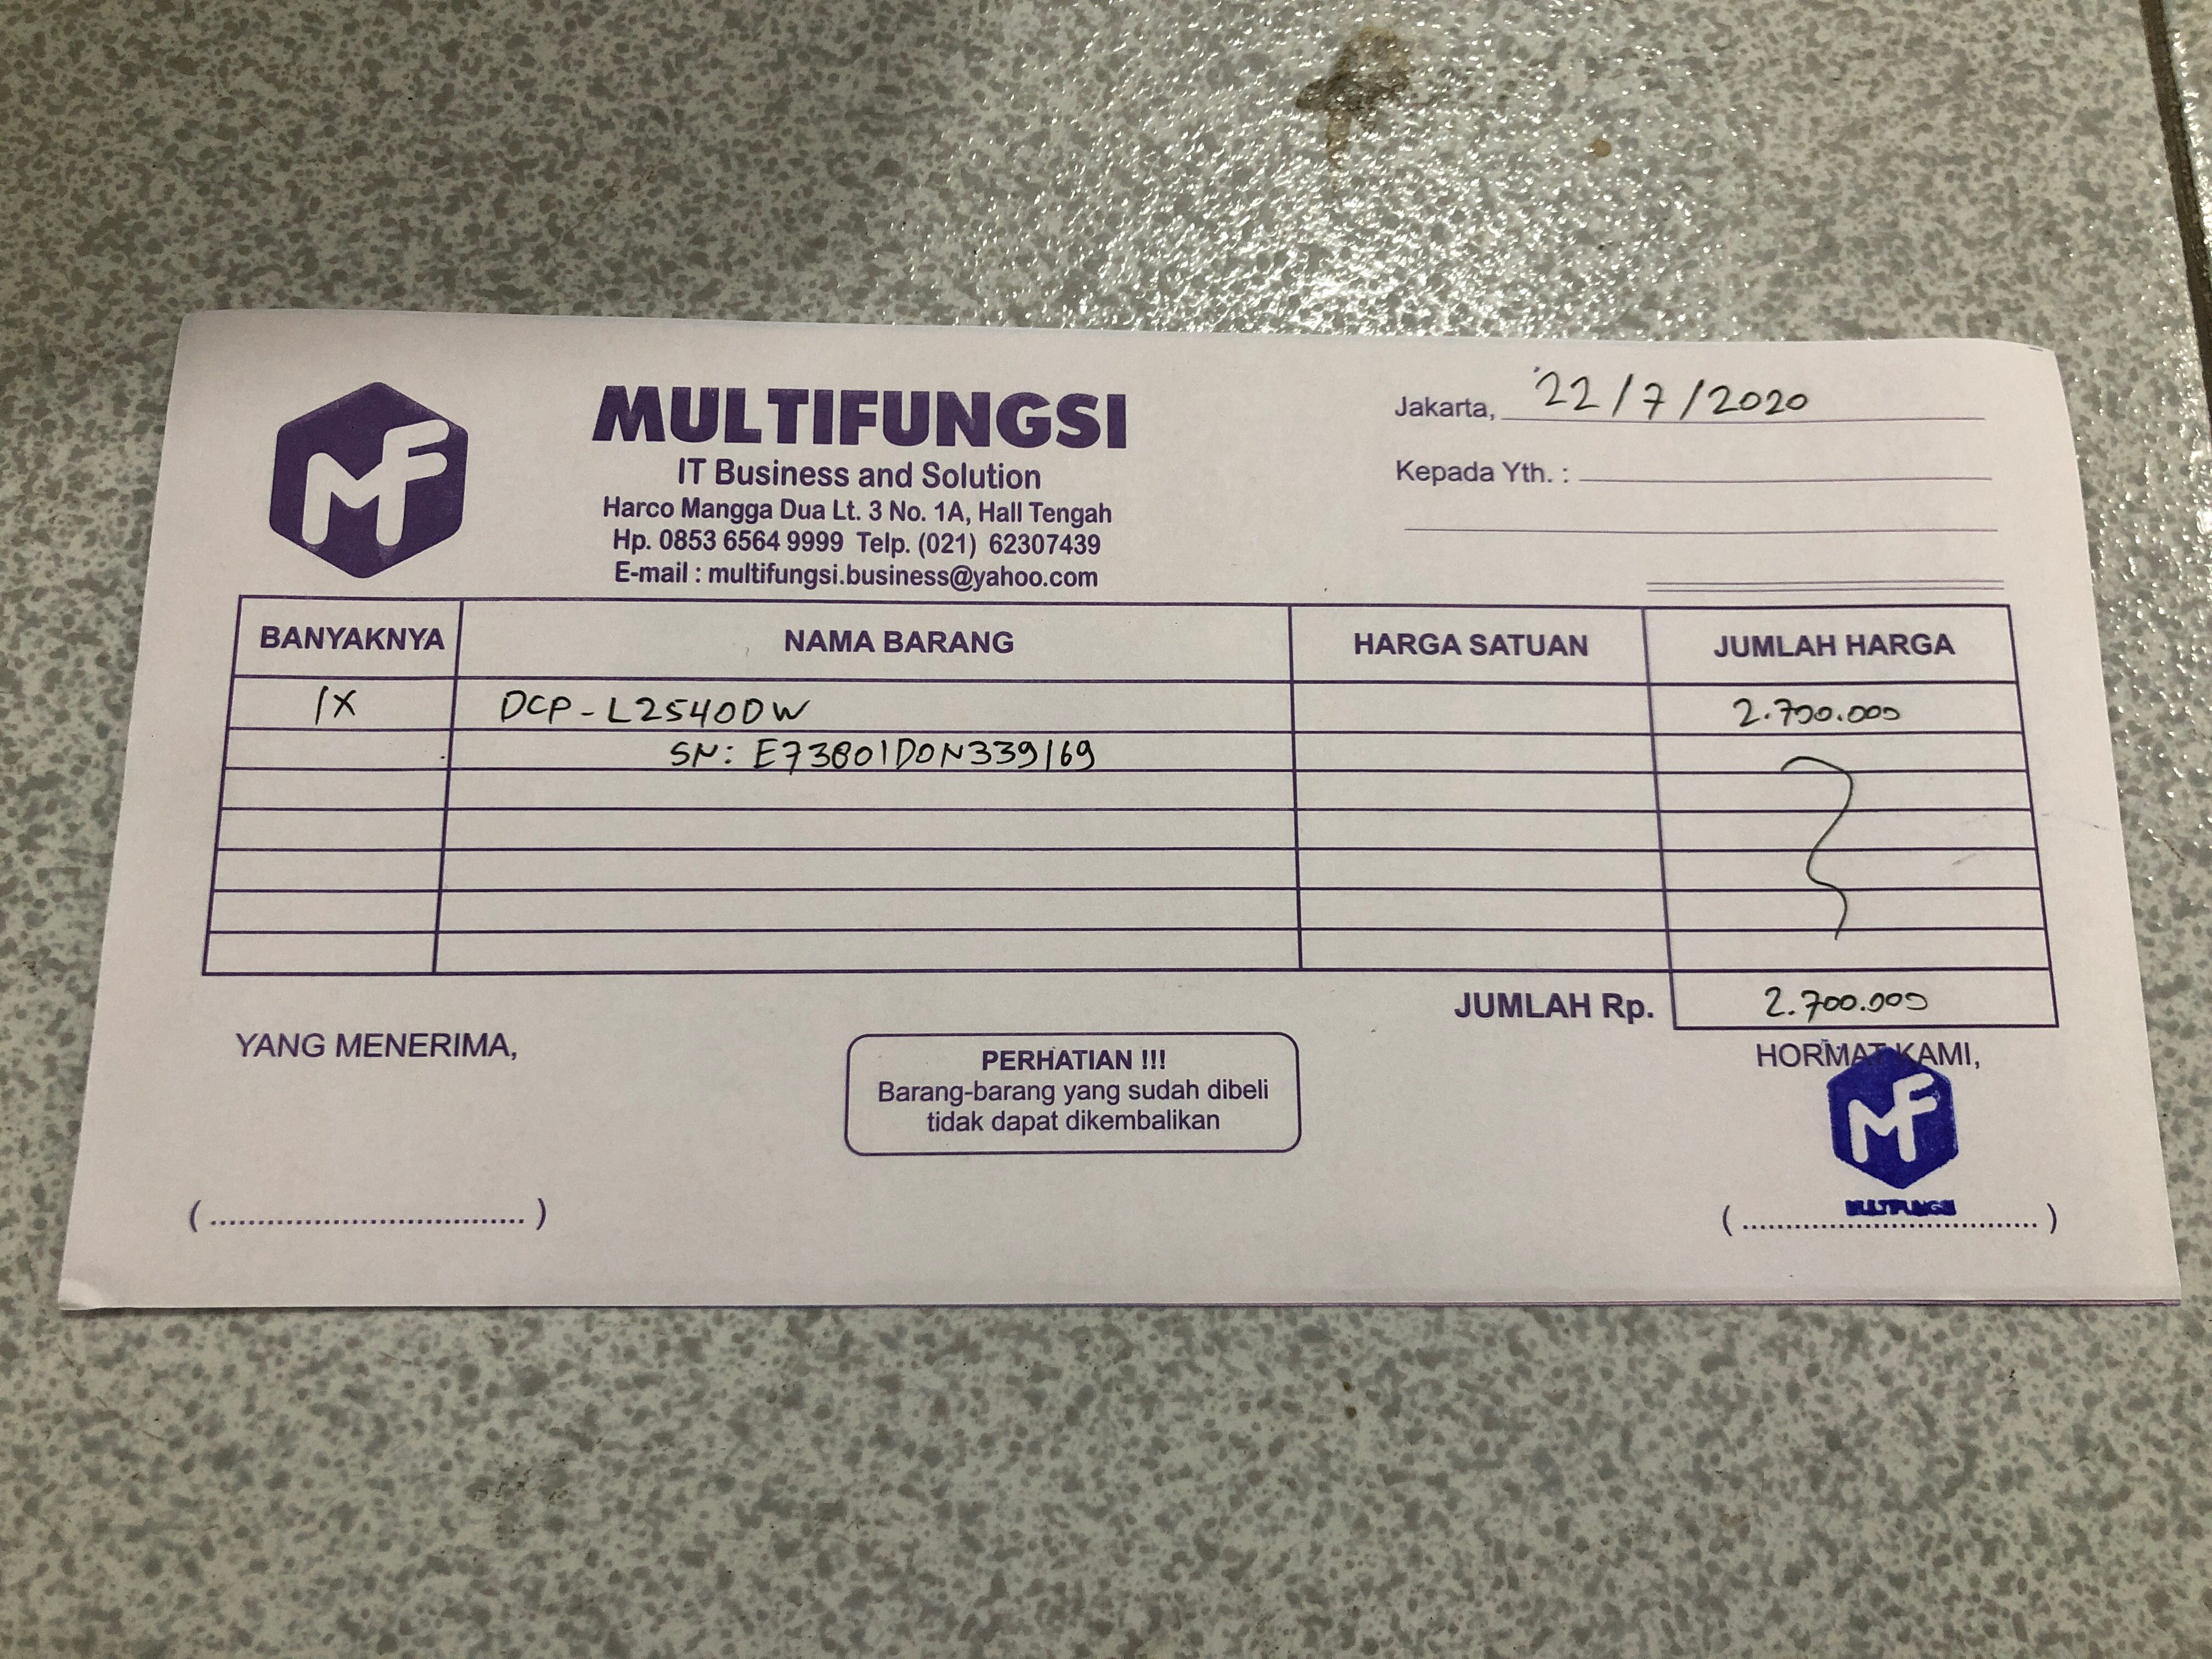 MF
MULTIFUNGSI
IT Business and Solution
Harco Mangga Dua Lt. 3 No. 1A, Hall Tengah
Hp. 0853 6564 9999 Telp. (021) 62307439
E-mail : multifungsi.business@yahoo.com
Jakarta, 22/7/2020
Kepada Yth. :
BANYAKNYA NAMA BARANG HARGA SATUAN JUMLAH HARGA
1X DCP-L2540DW 2.700.000
SN: E73801D0N339169
JUMLAH Rp. 2.700.000
YANG MENERIMA,
PERHATIAN !!!
Barang-barang yang sudah dibeli
tidak dapat dikembalikan
HORMAT KAMI,
MF
MULTIFUNGSI
(..................................)
(..................................)